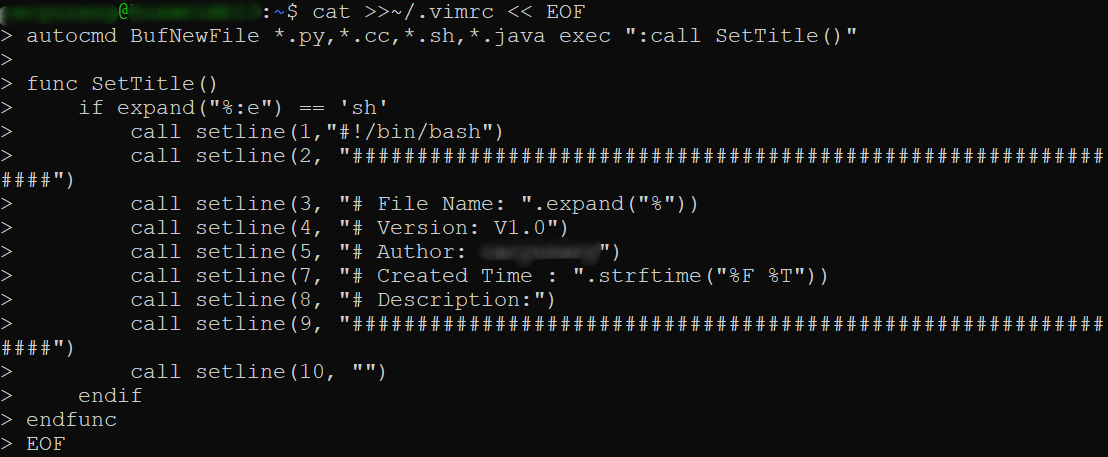 @:~$ cat >>~/.vimrc << EOF
> autocmd BufNewFile *.py,*.cc,*.sh,*.java exec ":call SetTitle()"
>
> func SetTitle()
>     if expand("%:e") == 'sh'
>         call setline(1,"#!/bin/bash")
>         call setline(2, "##########################################################
####")
>         call setline(3, "# File Name: ".expand("%"))
>         call setline(4, "# Version: V1.0")
>         call setline(5, "# Author: ")
>         call setline(7, "# Created Time : ".strftime("%F %T"))
>         call setline(8, "# Description:")
>         call setline(9, "##########################################################
####")
>         call setline(10, "")
>     endif
> endfunc
> EOF